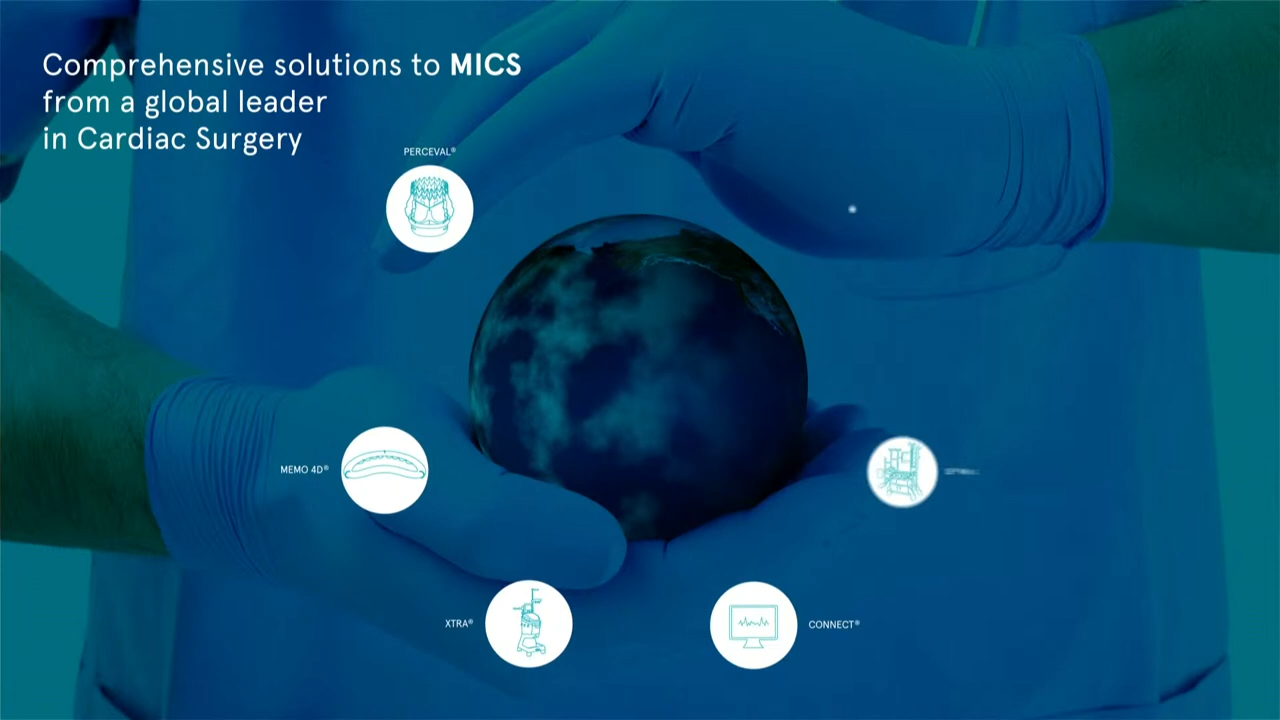 Comprehensive solutions to MICS
from a global leader
in Cardiac Surgery
PERCEVAL®
MEMO 4D®
XTRA®
CONNECT®